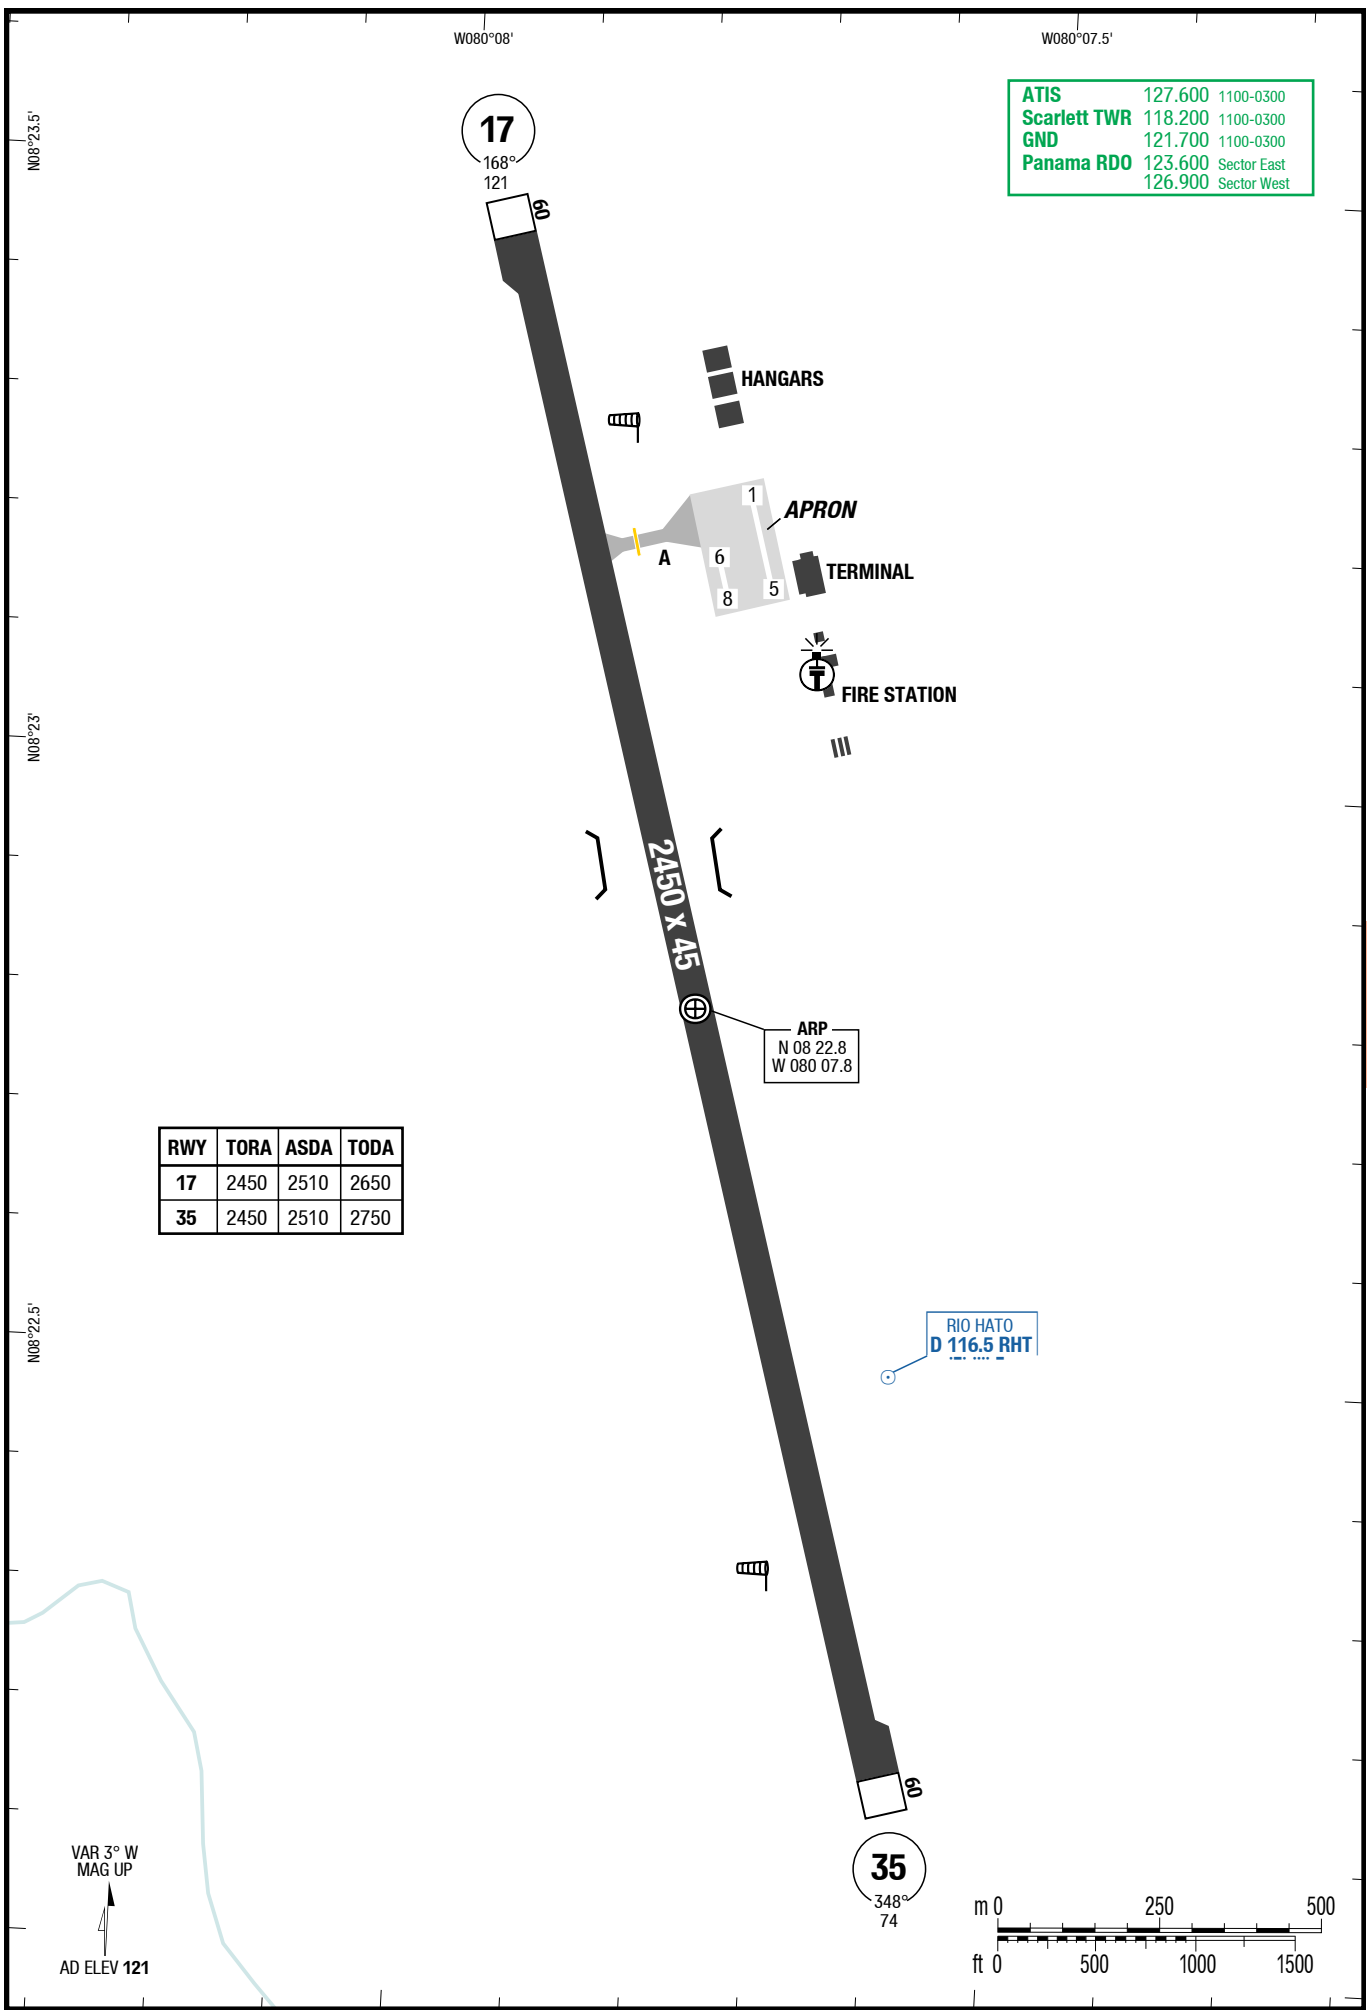 W080°08'
W080°07.5'
ATIS 127.600 1100-0300
Scarlett TWR 118.200 1100-0300
GND 121.700 1100-0300
Panama RDO 123.600 Sector East
126.900 Sector West
N08°23.5'
17
168°
121
60
HANGARS
1
APRON
A
6
5
8
TERMINAL
FIRE STATION
N08°23'
2450 x 45
ARP
N 08 22.8
W 080 07.8
RWY TORA ASDA TODA
17 2450 2510 2650
35 2450 2510 2750
N08°22.5'
RIO HATO
D 116.5 RHT
60
35
348°
74
VAR 3° W
MAG UP
AD ELEV 121
m 0 250 500
ft 0 500 1000 1500